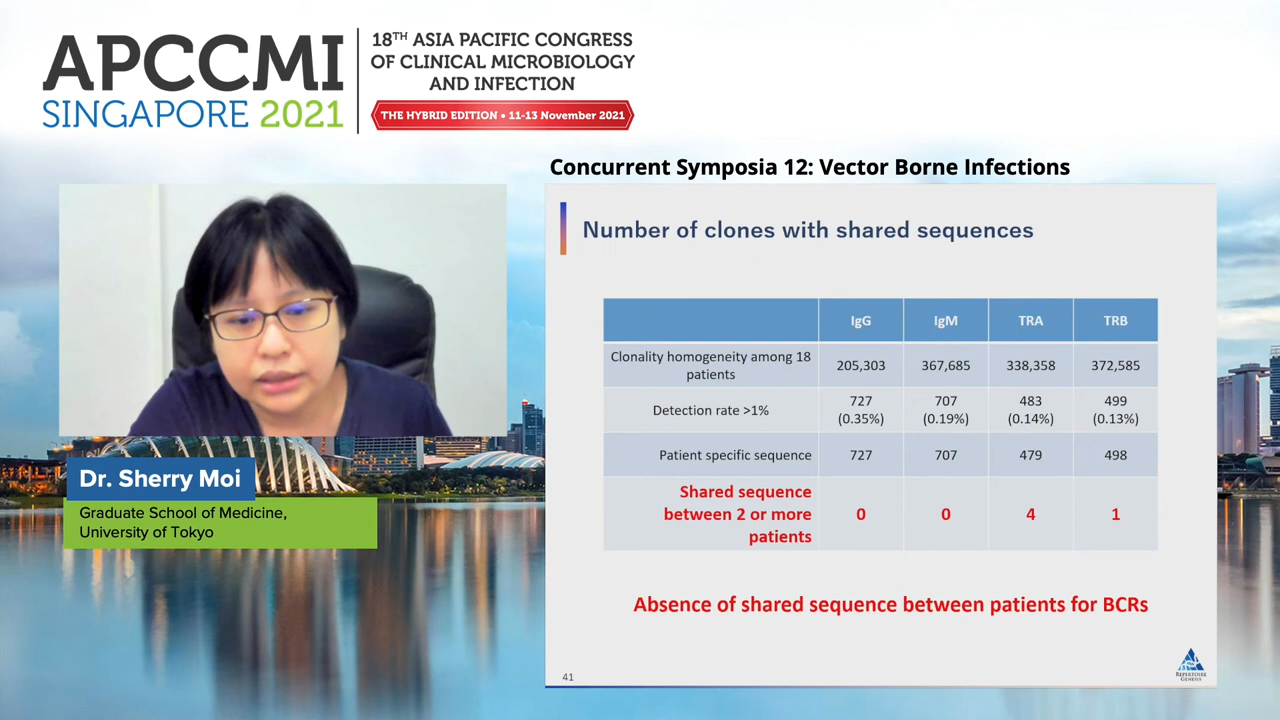 APCCMI
SINGAPORE 2021
18TH ASIA PACIFIC CONGRESS
OF CLINICAL MICROBIOLOGY
AND INFECTION
THE HYBRID EDITION • 11-13 November 2021
Concurrent Symposia 12: Vector Borne Infections
Number of clones with shared sequences
IgG IgM TRA TRB
Clonality homogeneity among 18
patients
205,303 367,685 338,358 372,585
Detection rate >1%
727 707 483 499
(0.35%) (0.19%) (0.14%) (0.13%)
Patient specific sequence 727 707 479 498
Shared sequence
between 2 or more
patients
0 0 4 1
Absence of shared sequence between patients for BCRs
41
REPERTOIRE
GENESIS
Dr. Sherry Moi
Graduate School of Medicine,
University of Tokyo